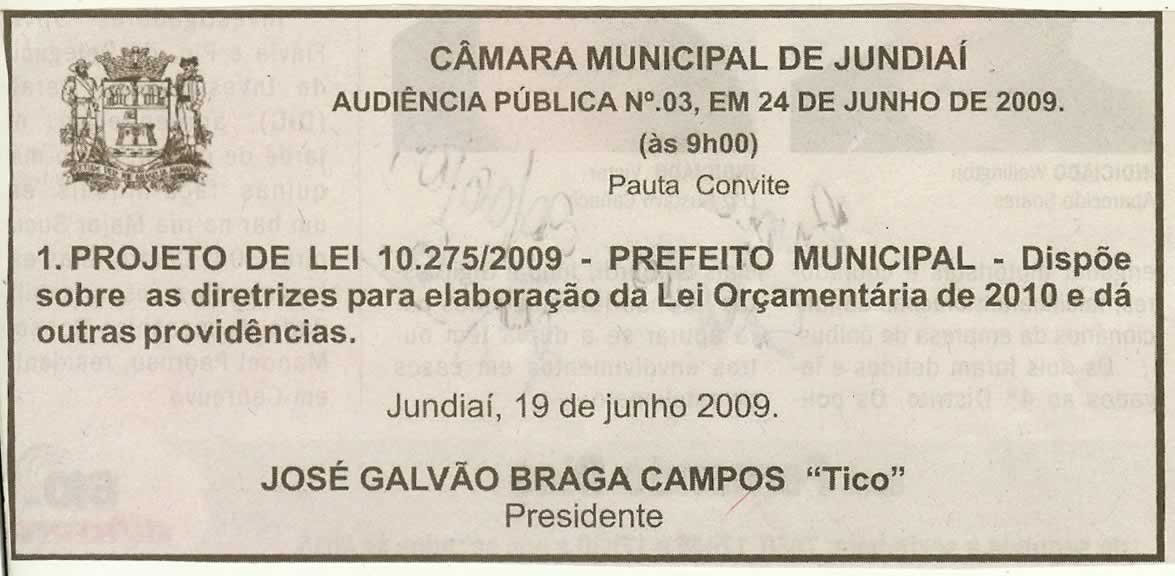 CÂMARA MUNICIPAL DE JUNDIAÍ
AUDIÊNCIA PÚBLICA Nº.03, EM 24 DE JUNHO DE 2009.
(às 9h00)
Pauta Convite
1. PROJETO DE LEI 10.275/2009 - PREFEITO MUNICIPAL - Dispõe
sobre as diretrizes para elaboração da Lei Orçamentária de 2010 e dá
outras providências.
Jundiaí, 19 de junho 2009.
JOSÉ GALVÃO BRAGA CAMPOS "Tico"
Presidente